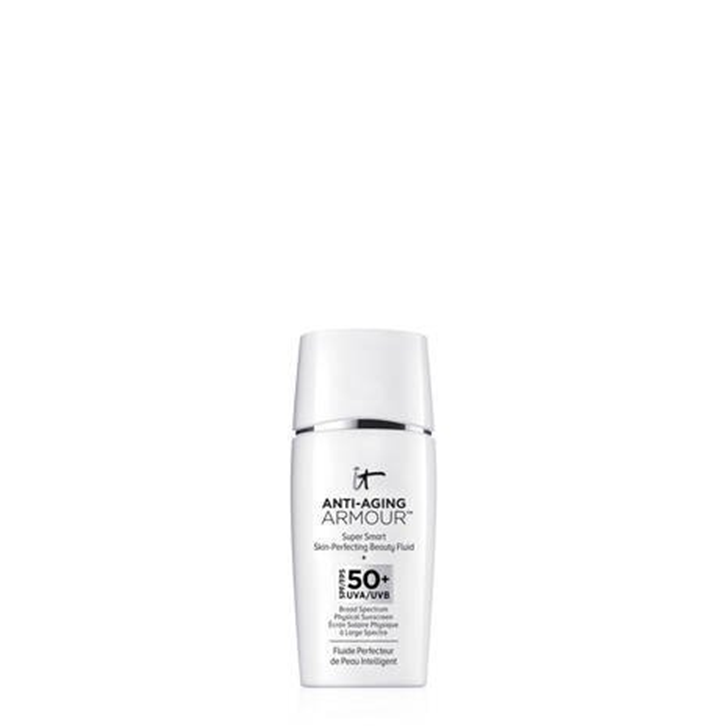 it
ANTI-AGING
ARMOUR™
Super Smart
Skin-Perfecting Beauty Fluid
+
SPF/FPS 50+
UVA/UVB
Broad Spectrum
Physical Sunscreen
Écran Solaire Physique
à Large Spectre
Fluide Perfecteur
de Peau Intelligent